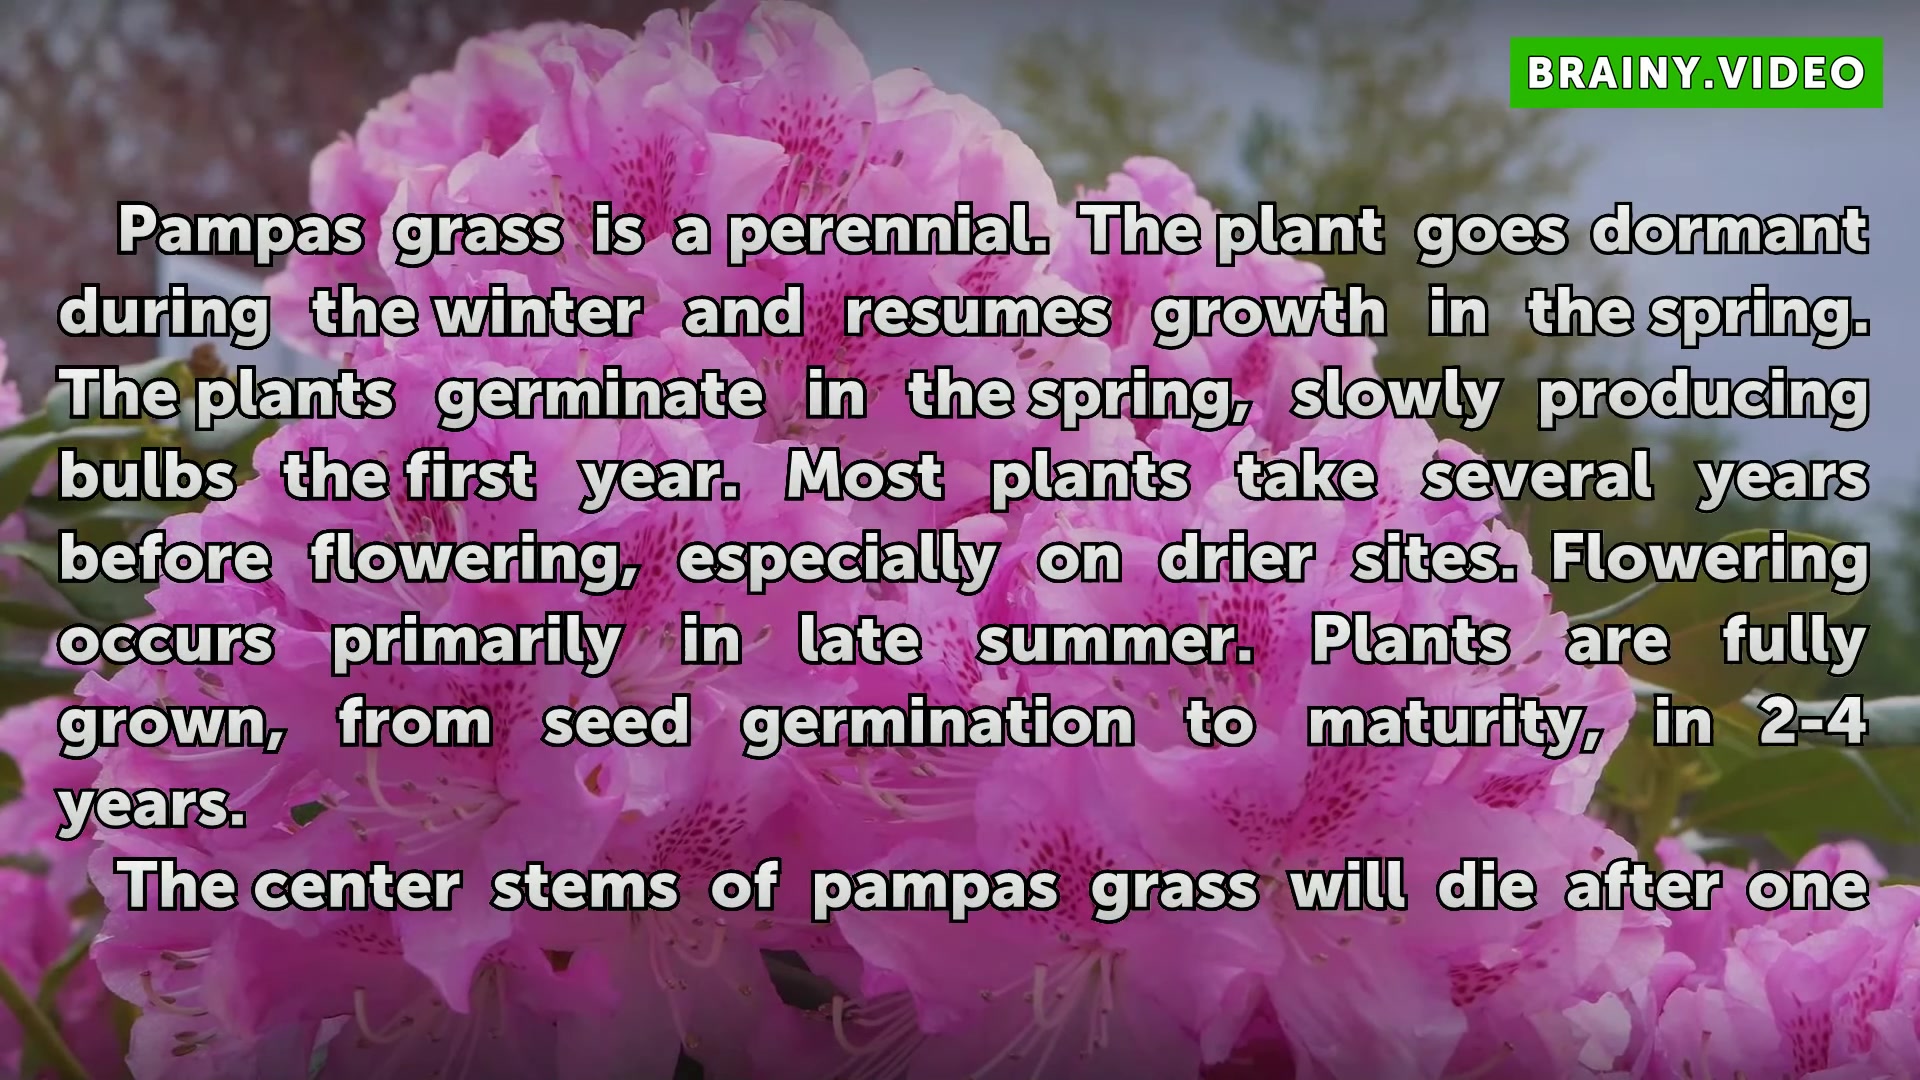 BRAINY.VIDEO
Pampas grass is a perennial. The plant goes dormant
during the winter and resumes growth in the spring.
The plants germinate in the spring, slowly producing
bulbs the first year. Most plants take several years
before flowering, especially on drier sites. Flowering
occurs primarily in late summer. Plants are fully
grown, from seed germination to maturity, in 2-4
years.
The center stems of pampas grass will die after one